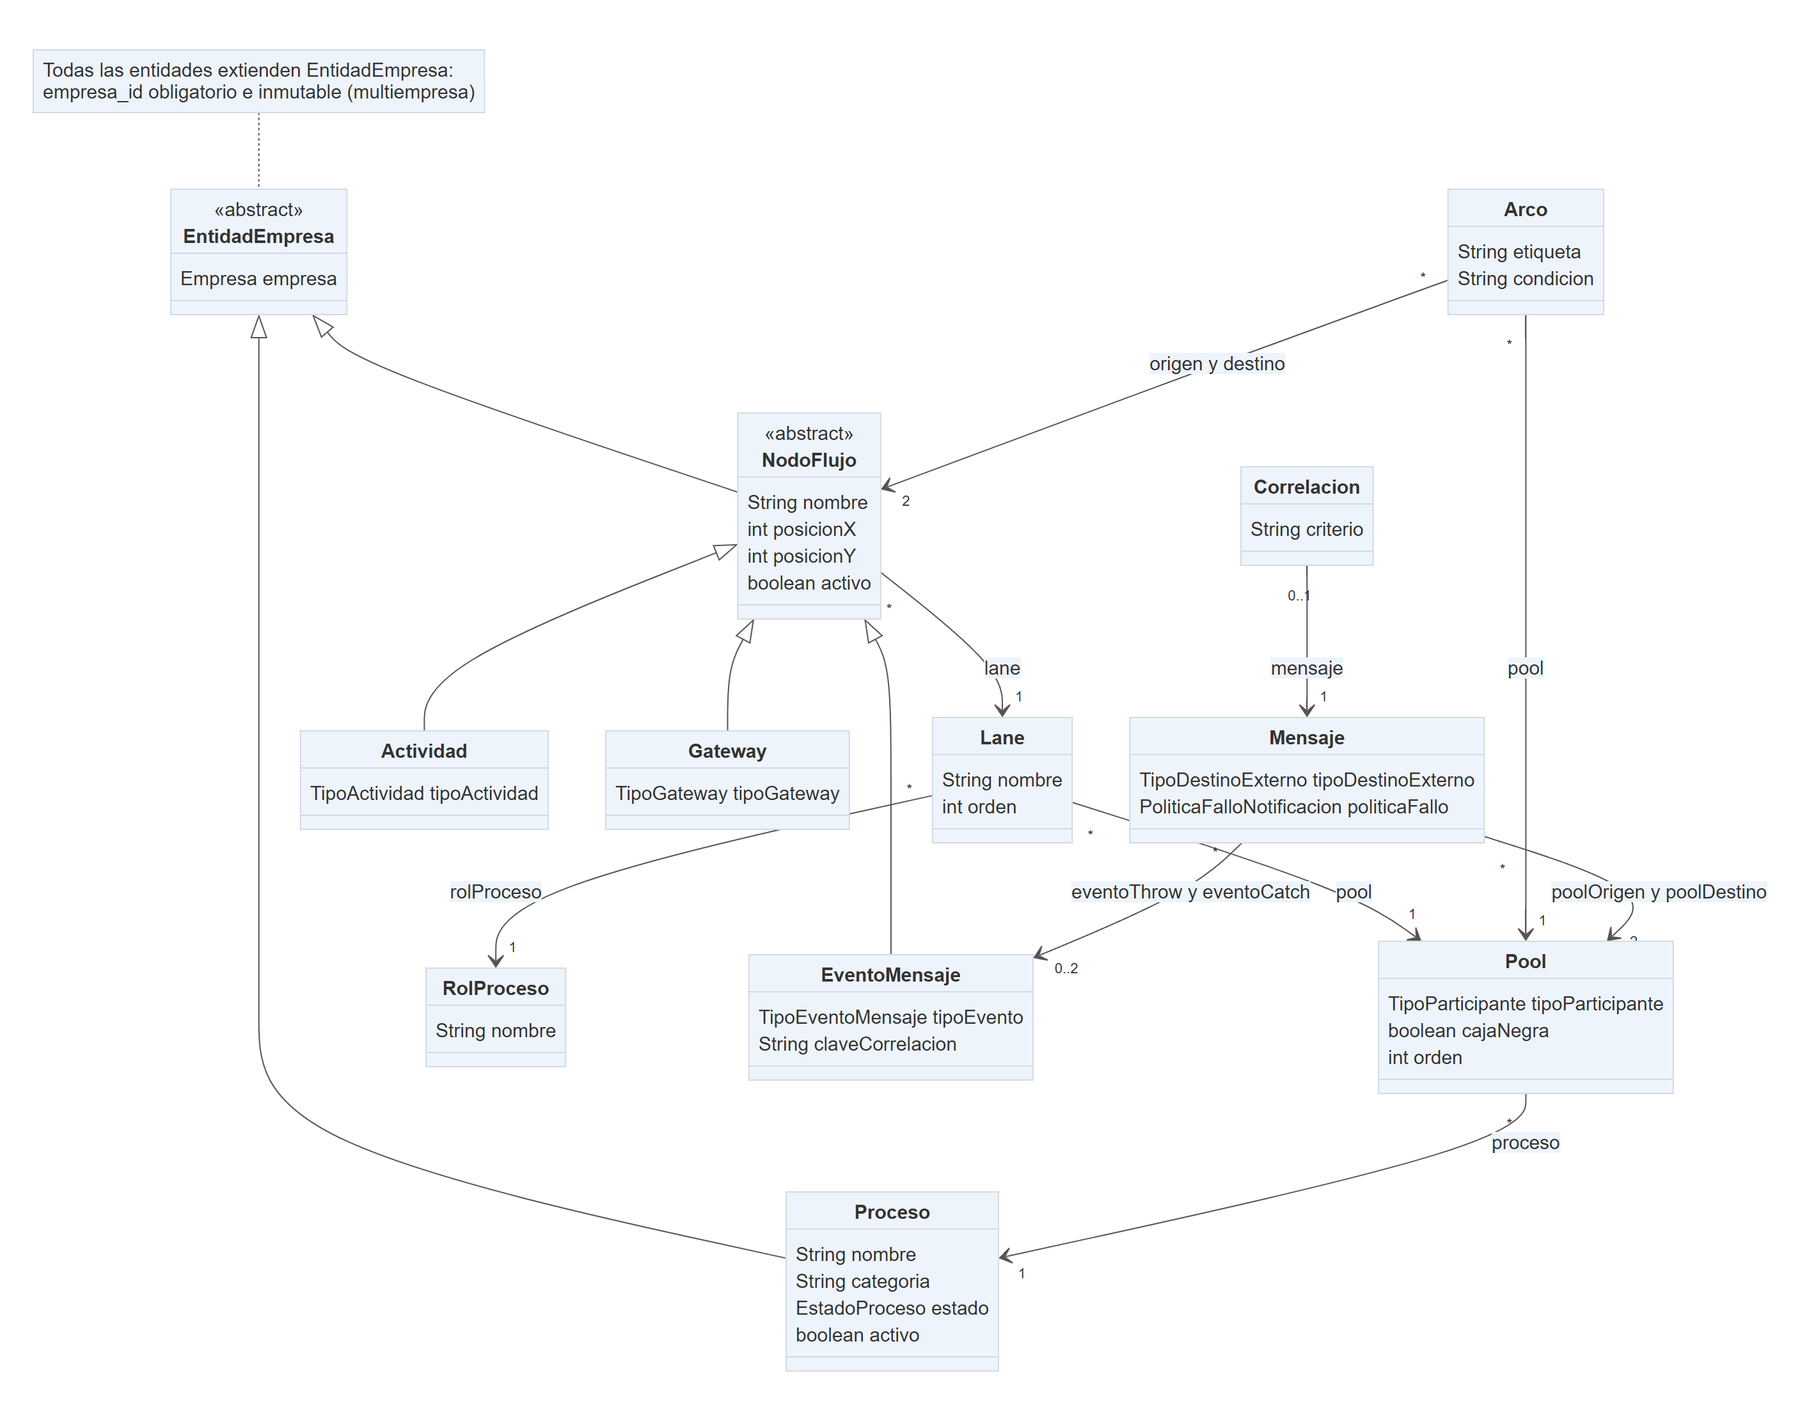 Todas las entidades extienden EntidadEmpresa:
empresa_id obligatorio e inmutable (multiempresa)
«abstract»
EntidadEmpresa
Empresa empresa
Arco
String etiqueta
String condicion
*
*
origen y destino
«abstract»
NodoFlujo
String nombre
int posicionX
int posicionY
boolean activo
2
*
Correlacion
String criterio
0..1
lane
mensaje
pool
1
1
Actividad
TipoActividad tipoActividad
Gateway
TipoGateway tipoGateway
Lane
String nombre
int orden
Mensaje
TipoDestinoExterno tipoDestinoExterno
PoliticaFalloNotificacion politicaFallo
*
*
*
*
rolProceso
eventoThrow y eventoCatch
pool
poolOrigen y poolDestino
1
1
1
0..2
2
RolProceso
String nombre
EventoMensaje
TipoEventoMensaje tipoEvento
String claveCorrelacion
Pool
TipoParticipante tipoParticipante
boolean cajaNegra
int orden
*
proceso
Proceso
String nombre
String categoria
EstadoProceso estado
boolean activo
1